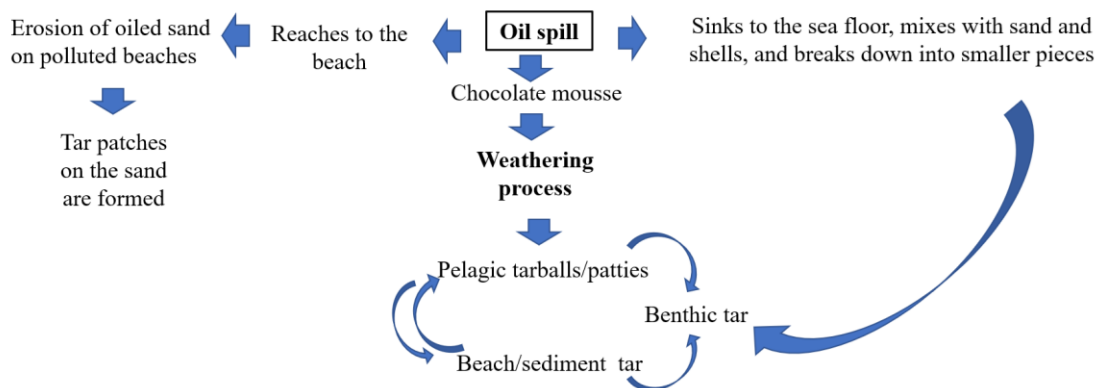 Erosion of oiled sand
on polluted beaches
Reaches to the
beach
Oil spill
Sinks to the sea floor, mixes with sand and
shells, and breaks down into smaller pieces
Chocolate mousse
Tar patches
on the sand
are formed
Weathering
process
Pelagic tarballs/patties
Benthic tar
Beach/sediment tar